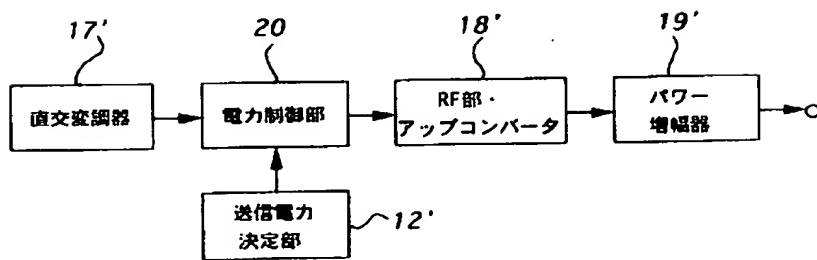 17'
20
18'
19'
直交変調器
電力制御部
RF部・
アップコンバータ
パワー
増幅器
送信電力
決定部
12'